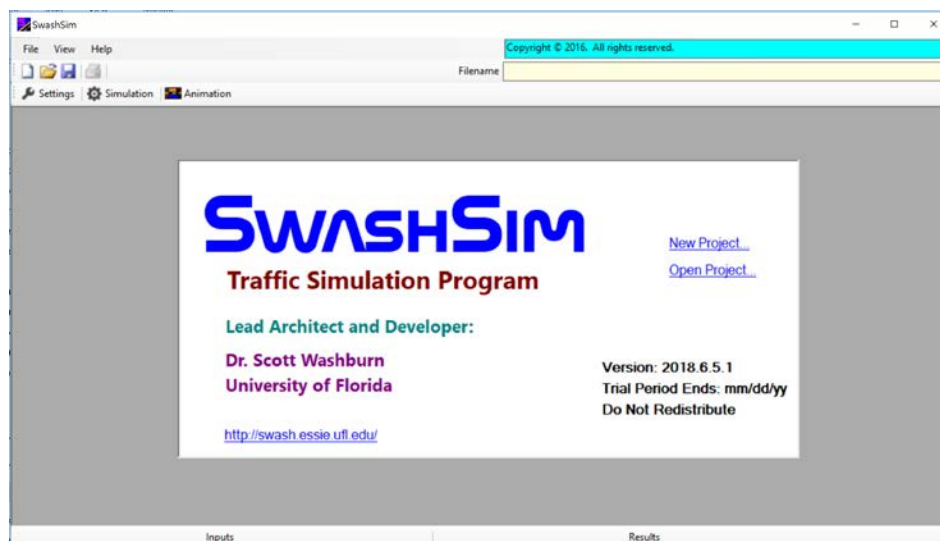 SwashSim
File View Help
Copyright © 2016. All rights reserved.
Filename
Settings Simulation Animation
SWASHSIM
New Project...
Open Project...
Traffic Simulation Program
Lead Architect and Developer:
Dr. Scott Washburn
University of Florida
Version: 2018.6.5.1
Trial Period Ends: mm/dd/yy
Do Not Redistribute
http://swash.essie.ufl.edu/
Inputs Results